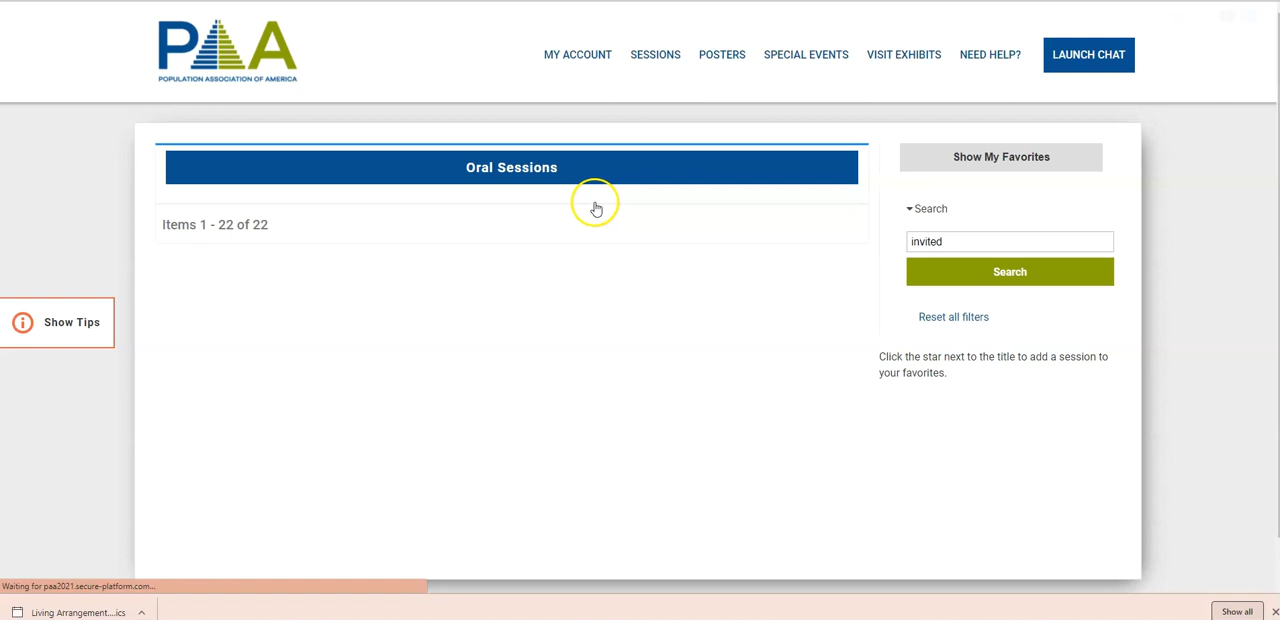 PAA
POPULATION ASSOCIATION OF AMERICA
MY ACCOUNT SESSIONS POSTERS SPECIAL EVENTS VISIT EXHIBITS NEED HELP? LAUNCH CHAT
Oral Sessions
Items 1 - 22 of 22
Show My Favorites
Search
invited
Search
Reset all filters
Click the star next to the title to add a session to
your favorites.
Show Tips
Waiting for paa2021.secure-platform.com...
Living Arrangement....ics
Show all